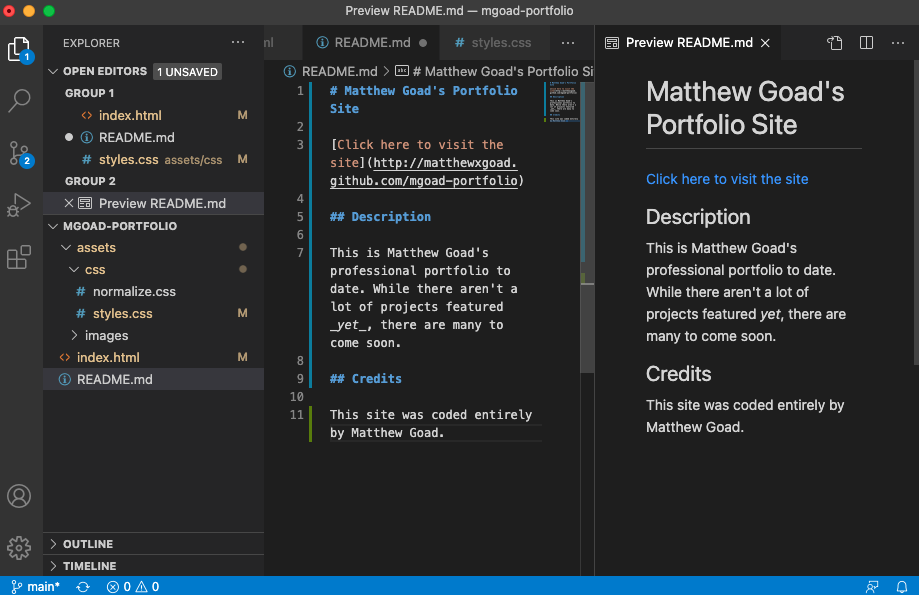 Preview README.md — mgoad-portfolio
1
2
EXPLORER
OPEN EDITORS 1 UNSAVED
GROUP 1
index.html M
README.md
# styles.css assets/css M
GROUP 2
Preview README.md
MGOAD-PORTFOLIO
assets
css
# normalize.css
# styles.css M
images
index.html M
README.md
OUTLINE
TIMELINE
ml README.md # styles.css
README.md > # Matthew Goad's Portfolio Si
1 # Matthew Goad's Portfolio
Site
2
3 [Click here to visit the
site](http://matthewxgoad.
github.com/mgoad-portfolio)
4
5 ## Description
6
7 This is Matthew Goad's
professional portfolio to
date. While there aren't a
lot of projects featured
_yet_, there are many to
come soon.
8
9 ## Credits
10
11 This site was coded entirely
by Matthew Goad.
Preview README.md
Matthew Goad's
Portfolio Site
Click here to visit the site
Description
This is Matthew Goad's
professional portfolio to date.
While there aren't a lot of
projects featured yet, there are
many to come soon.
Credits
This site was coded entirely by
Matthew Goad.
main* 0 0